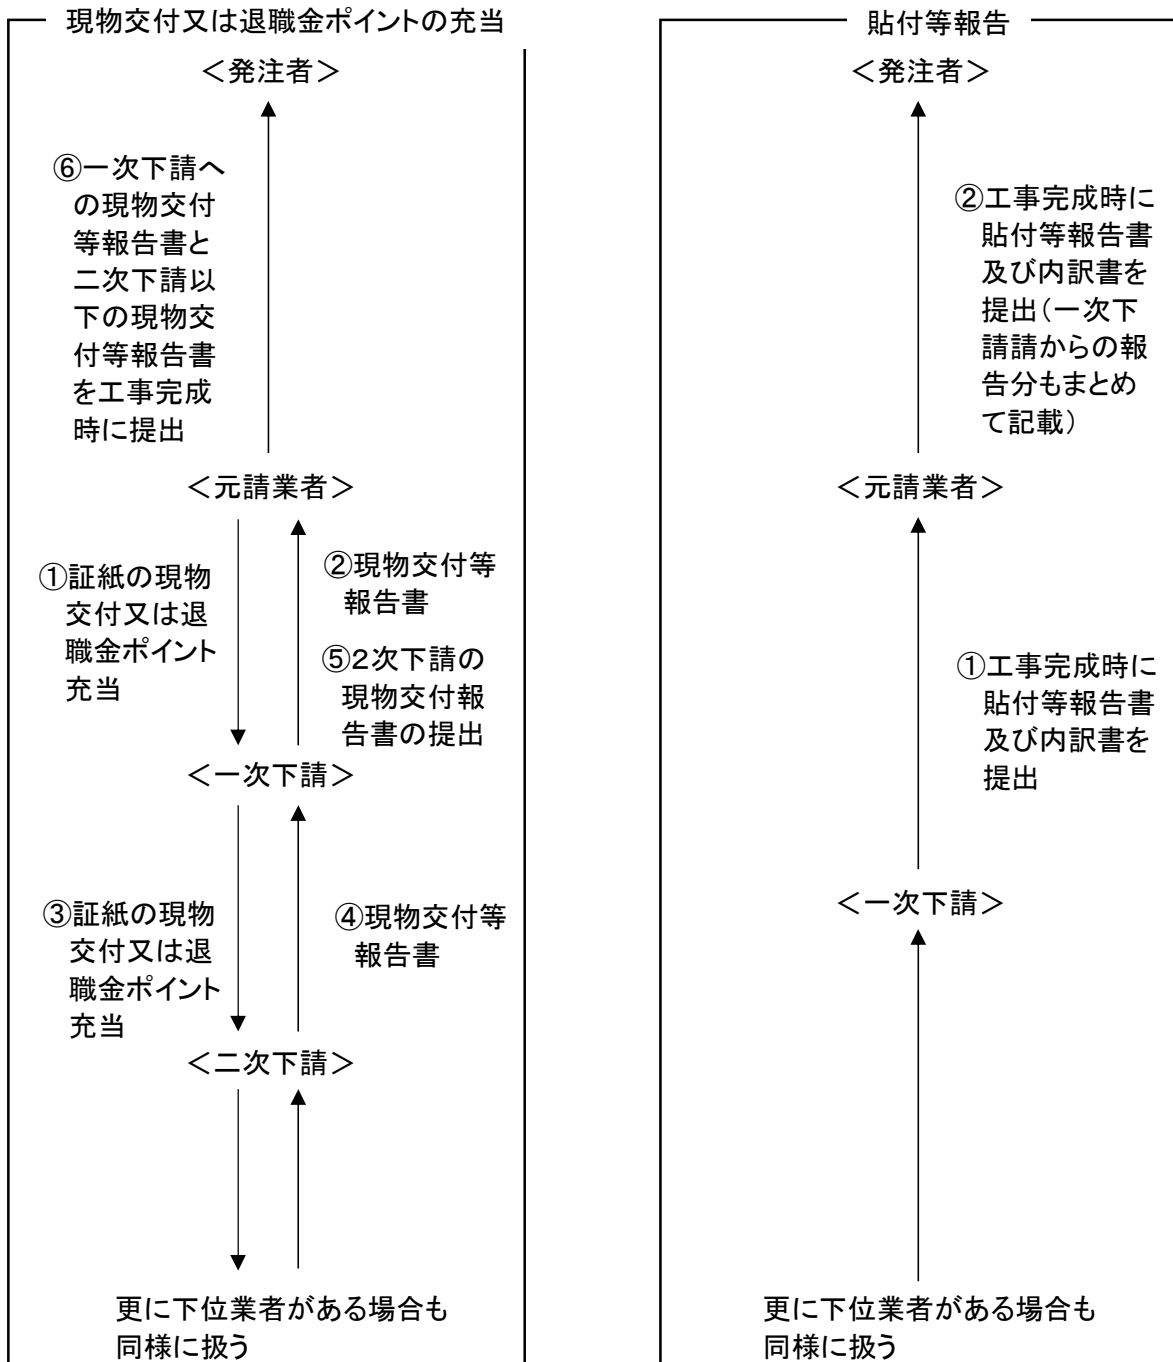 現物交付又は退職金ポイントの充当
＜発注者＞
⑥一次下請へ
の現物交付
等報告書と
二次下請以
下の現物交
付等報告書
を工事完成
時に提出
＜元請業者＞
①証紙の現物
交付又は退
職金ポイント
充当
②現物交付等
報告書
⑤２次下請の
現物交付報
告書の提出
＜一次下請＞
③証紙の現物
交付又は退
職金ポイント
充当
④現物交付等
報告書
＜二次下請＞
更に下位業者がある場合も
同様に扱う
貼付等報告
＜発注者＞
②工事完成時に
貼付等報告書
及び内訳書を
提出（一次下
請請からの報
告分もまとめ
て記載）
＜元請業者＞
①工事完成時に
貼付等報告書
及び内訳書を
提出
＜一次下請＞
更に下位業者がある場合も
同様に扱う